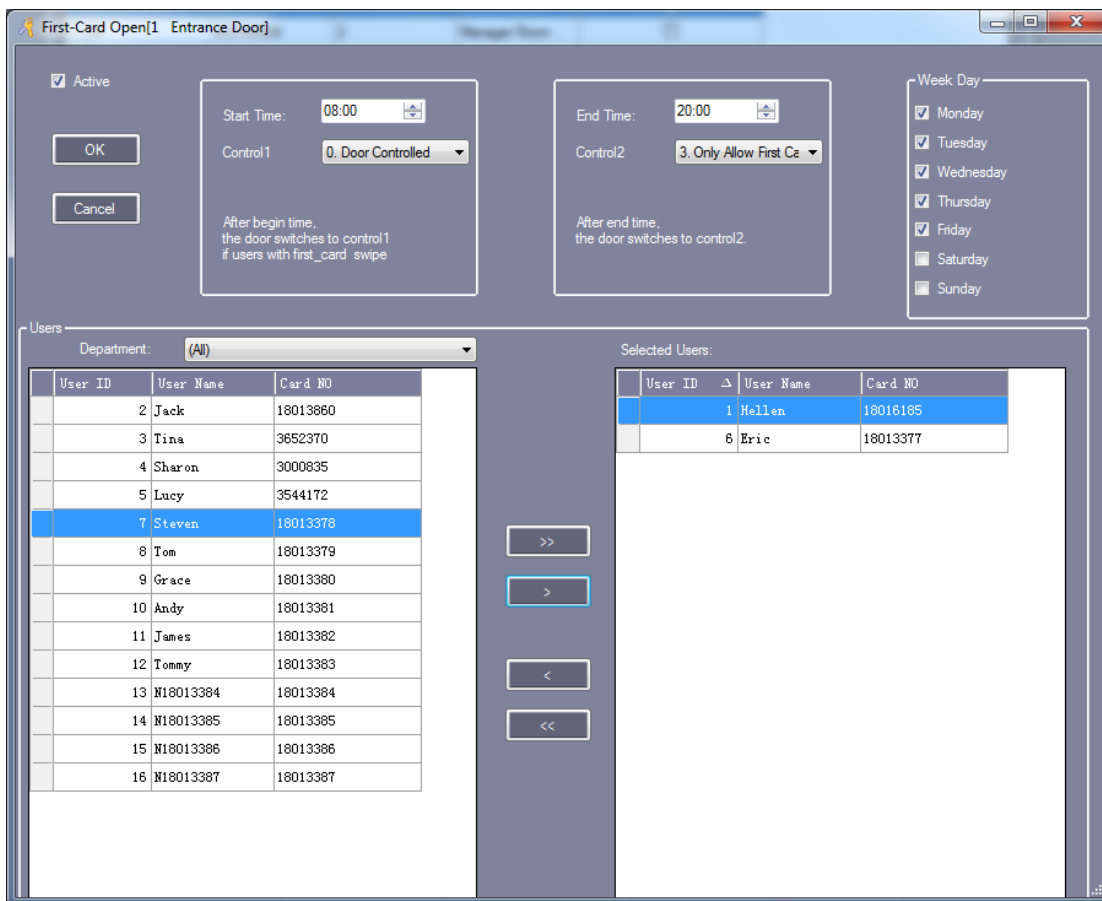 First-Card Open[1   Entrance Door]
Active
OK
Cancel
Start Time: 08:00
Control1 0. Door Controlled
After begin time,
the door switches to control1
if users with first_card  swipe
End Time: 20:00
Control2 3. Only Allow First Ca
After end time,
the door switches to control2.
Week Day
Monday
Tuesday
Wednesday
Thursday
Friday
Saturday
Sunday
Users
Department: (All)
User ID User Name Card NO
2 Jack 18013860
3 Tina 3652370
4 Sharon 3000835
5 Lucy 3544172
7 Steven 18013378
8 Tom 18013379
9 Grace 18013380
10 Andy 18013381
11 James 18013382
12 Tommy 18013383
13 N18013384 18013384
14 N18013385 18013385
15 N18013386 18013386
16 N18013387 18013387
>>
>
<
<<
Selected Users:
User ID User Name Card NO
1 Hellen 18016185
6 Eric 18013377